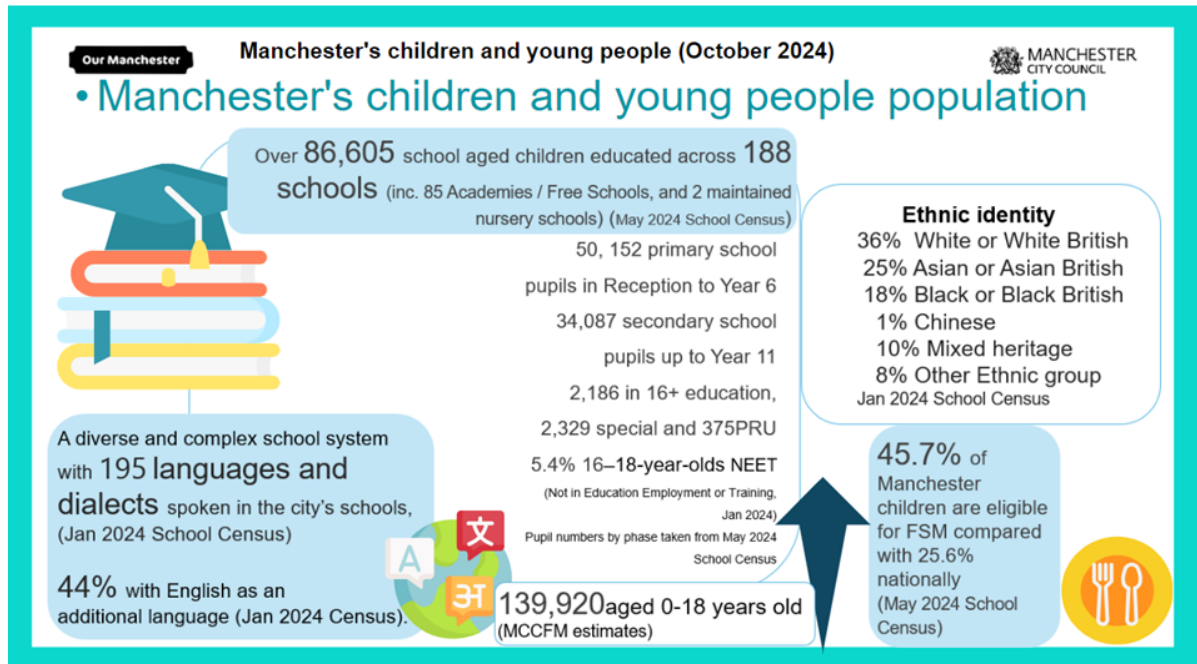 Our Manchester
Manchester's children and young people (October 2024)
MANCHESTER
CITY COUNCIL
• Manchester's children and young people population
Over 86,605 school aged children educated across 188
schools (inc. 85 Academies / Free Schools, and 2 maintained
nursery schools) (May 2024 School Census)
50, 152 primary school
pupils in Reception to Year 6
34,087 secondary school
pupils up to Year 11
2,186 in 16+ education,
2,329 special and 375PRU
5.4% 16–18-year-olds NEET
(Not in Education Employment or Training,
Jan 2024)
Pupil numbers by phase taken from May 2024
School Census
Ethnic identity
36% White or White British
25% Asian or Asian British
18% Black or Black British
1% Chinese
10% Mixed heritage
8% Other Ethnic group
Jan 2024 School Census
A diverse and complex school system
with 195 languages and
dialects spoken in the city's schools,
(Jan 2024 School Census)
44% with English as an
additional language (Jan 2024 Census).
A
文
अ
139,920aged 0-18 years old
(MCCFM estimates)
45.7% of
Manchester
children are eligible
for FSM compared
with 25.6%
nationally
(May 2024 School
Census)